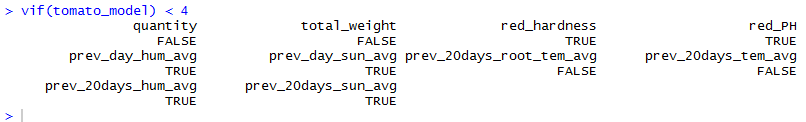 > vif(tomato_model) < 4
quantity total_weight red_hardness red_PH
FALSE FALSE TRUE TRUE
prev_day_hum_avg prev_day_sun_avg prev_20days_root_tem_avg prev_20days_tem_avg
TRUE TRUE FALSE FALSE
prev_20days_hum_avg prev_20days_sun_avg
TRUE TRUE
>